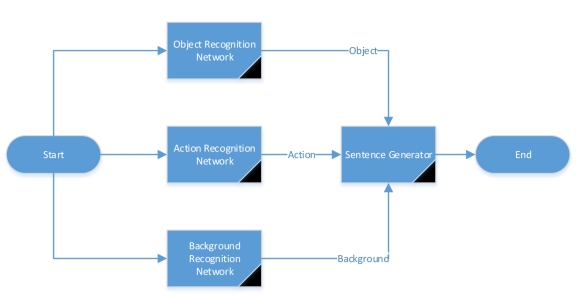 Object Recognition
Network
Object
Start
Action Recognition
Network
Action
Sentence Generator
End
Background
Recognition
Network
Background